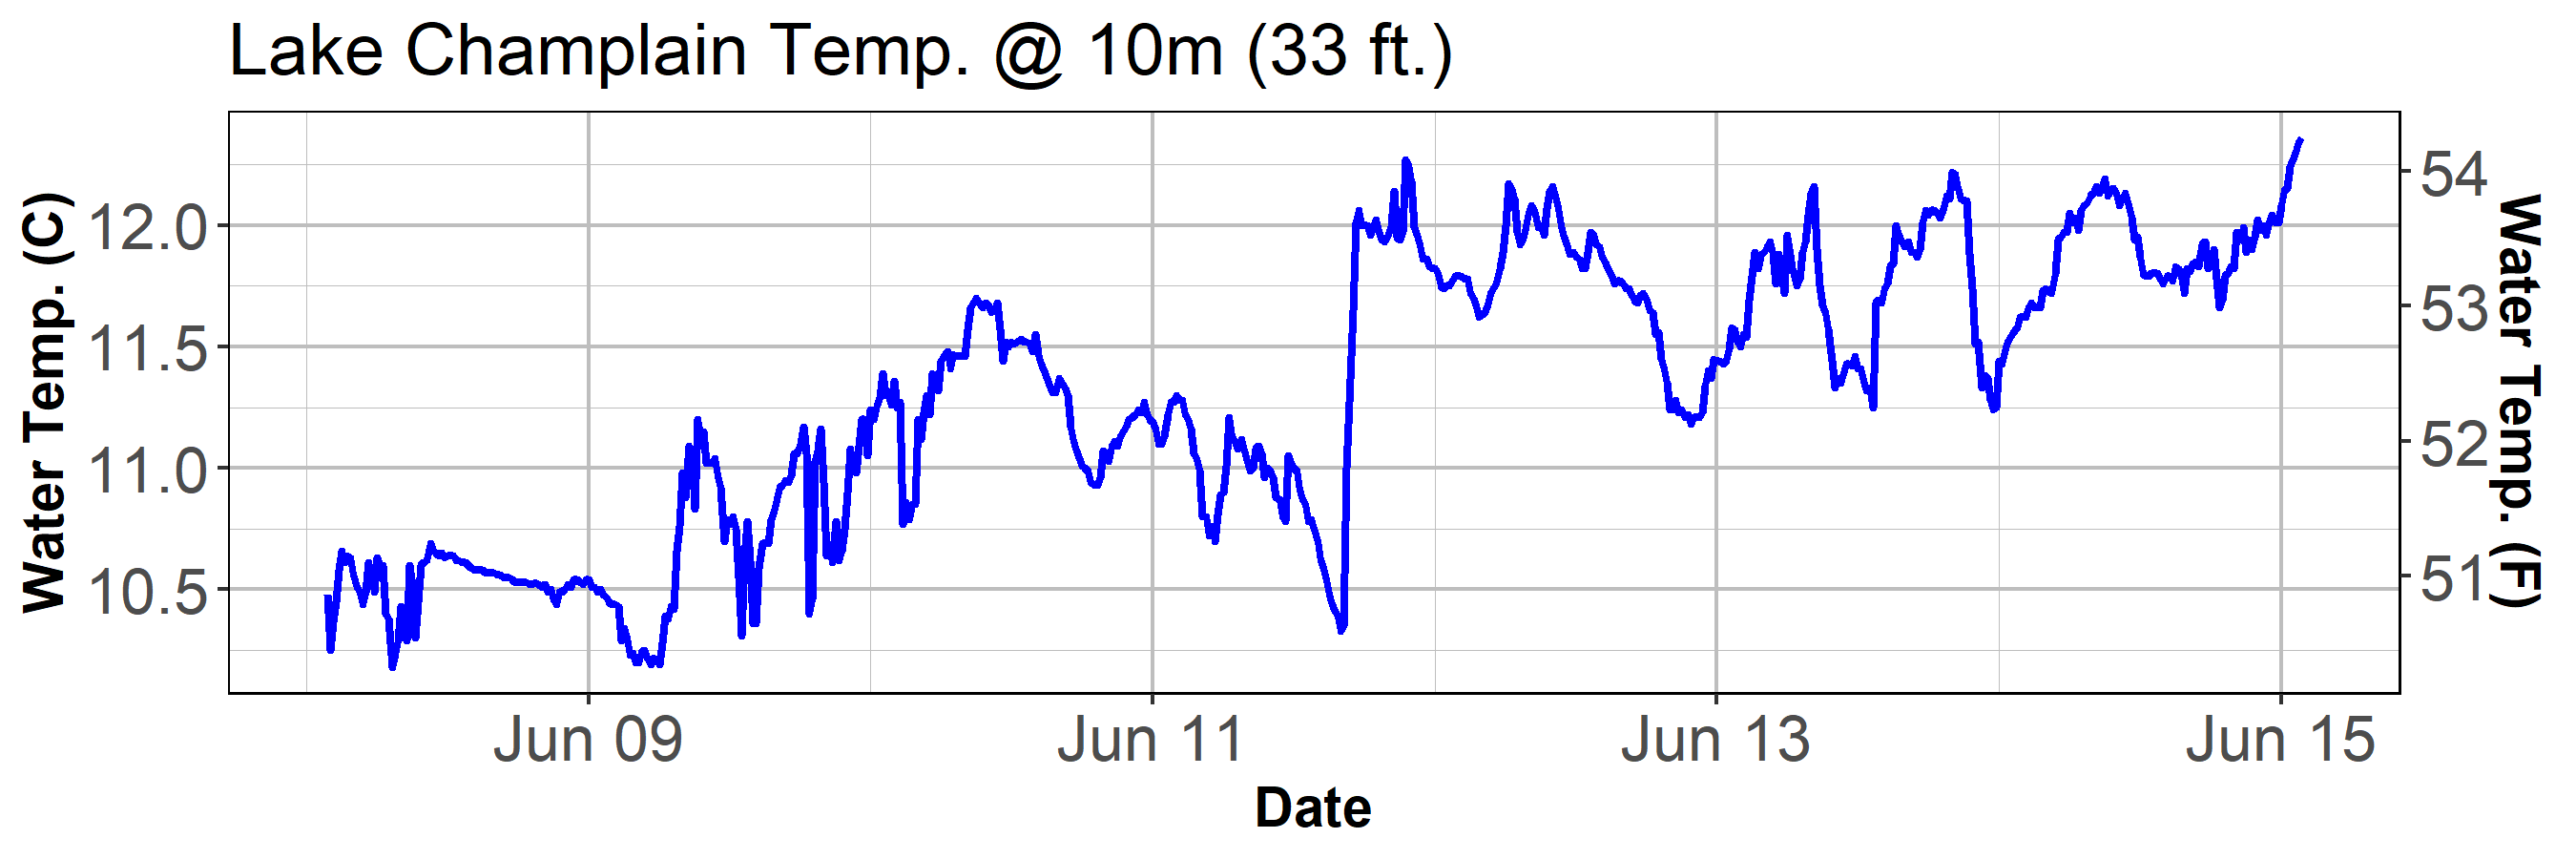 Lake Champlain Temp. @ 10m (33 ft.)
Water Temp. (C)
12.0
11.5
11.0
10.5
54
53
52
51
Water Temp. (F)
Jun 09
Jun 11
Jun 13
Jun 15
Date